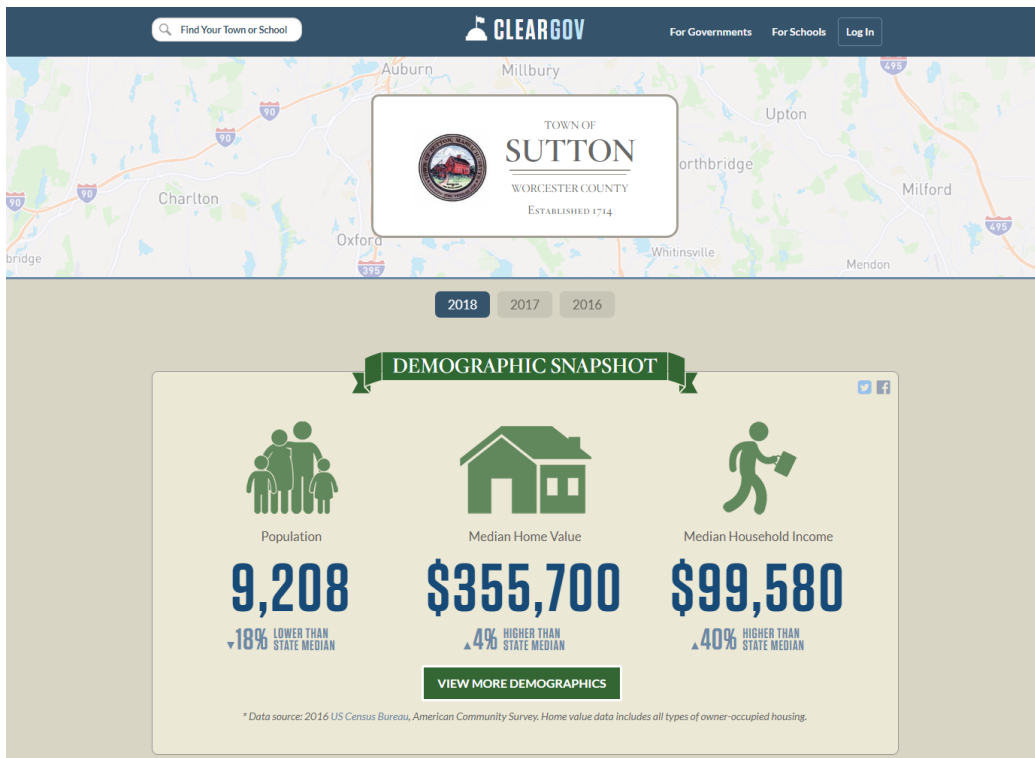 Find Your Town or School
CLEARGOV
For Governments
For Schools
Log In
Auburn
Millbury
495
90
90
Upton
TOWN OF
SUTTON
WORCESTER COUNTY
ESTABLISHED 1714
orthbridge
90
90
Charlton
Milford
495
Oxford
Whitinsville
bridge
395
Mendon
2018
2017
2016
DEMOGRAPHIC SNAPSHOT
Population
Median Home Value
Median Household Income
9,208
$355,700
$99,580
▼18% LOWER THAN
STATE MEDIAN
▲4% HIGHER THAN
STATE MEDIAN
▲40% HIGHER THAN
STATE MEDIAN
VIEW MORE DEMOGRAPHICS
* Data source: 2016 US Census Bureau, American Community Survey. Home value data includes all types of owner-occupied housing.